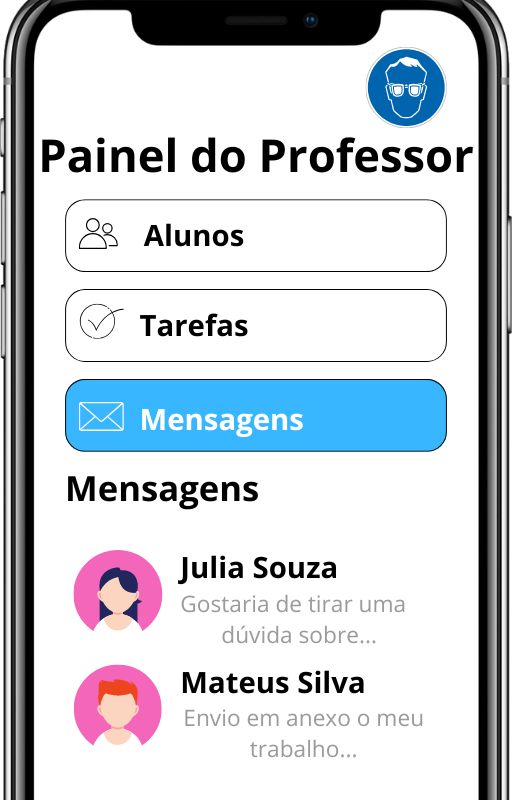 Painel do Professor
Alunos
Tarefas
Mensagens
Mensagens
Julia Souza
Gostaria de tirar uma
dúvida sobre...
Mateus Silva
Envio em anexo o meu
trabalho...